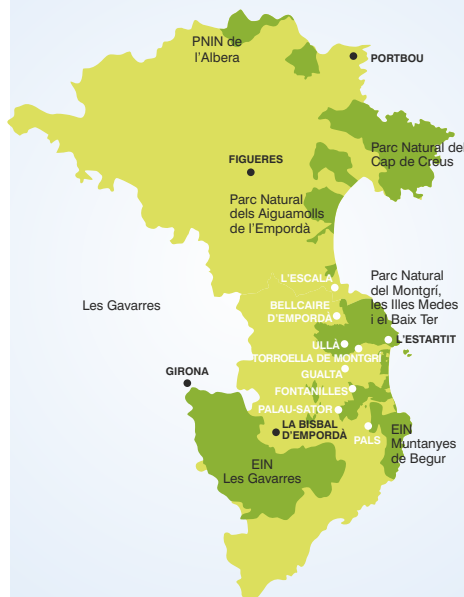 PNIN de
l'Albera
PORTBOU
Parc Natural del
Cap de Creus
FIGUERES
Parc Natural
dels Aiguamolls
de l'Empordà
L'ESCALA
Parc Natural
del Montgrí,
les Illes Medes
i el Baix Ter
Les Gavarres
BELLCAIRE
D'EMPORDÀ
L'ESTARTIT
ULLÀ
TORROELLA DE MONTGRÍ
GUALTA
GIRONA
FONTANILLES
PALAU-SATOR
LA BISBAL
D'EMPORDÀ
PALS
EIN
Muntanyes
de Begur
EIN
Les Gavarres